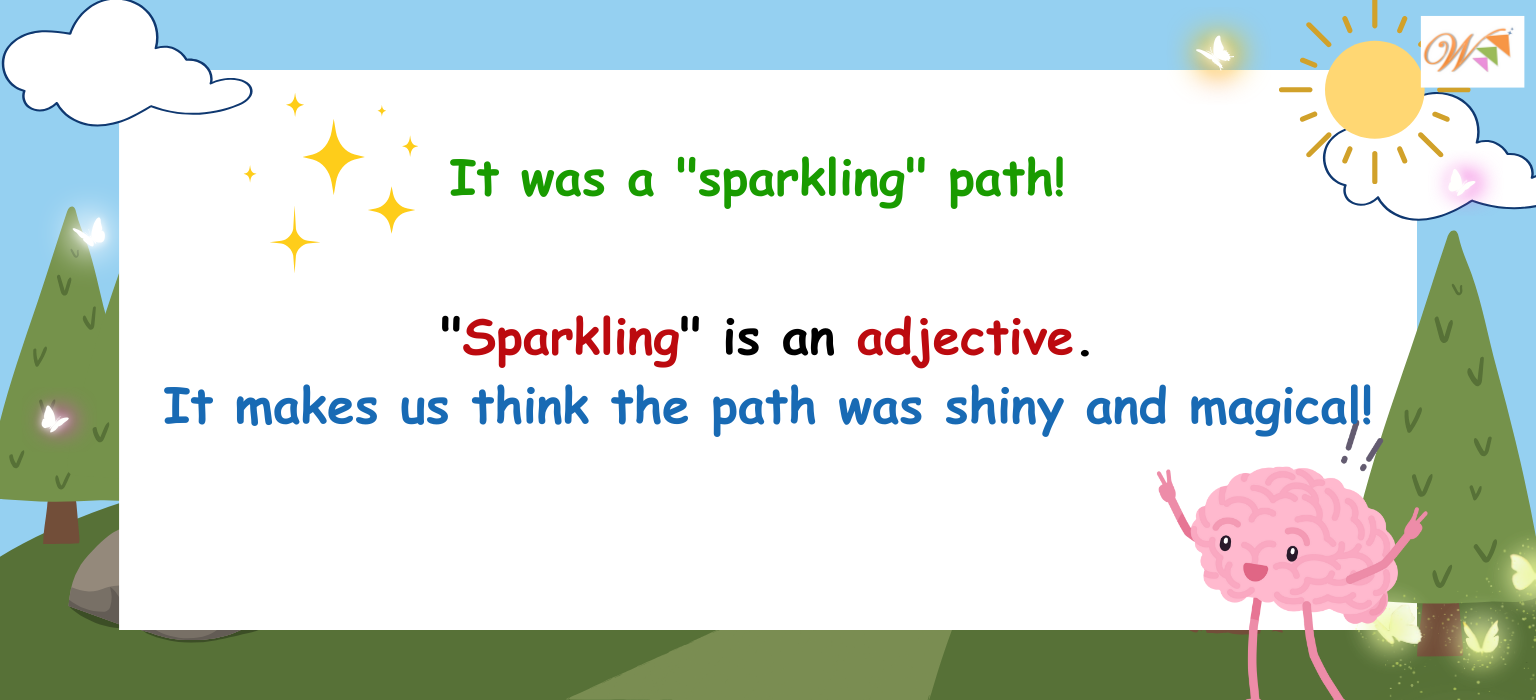 W
It was a "sparkling" path!
"Sparkling" is an adjective.
It makes us think the path was shiny and magical!